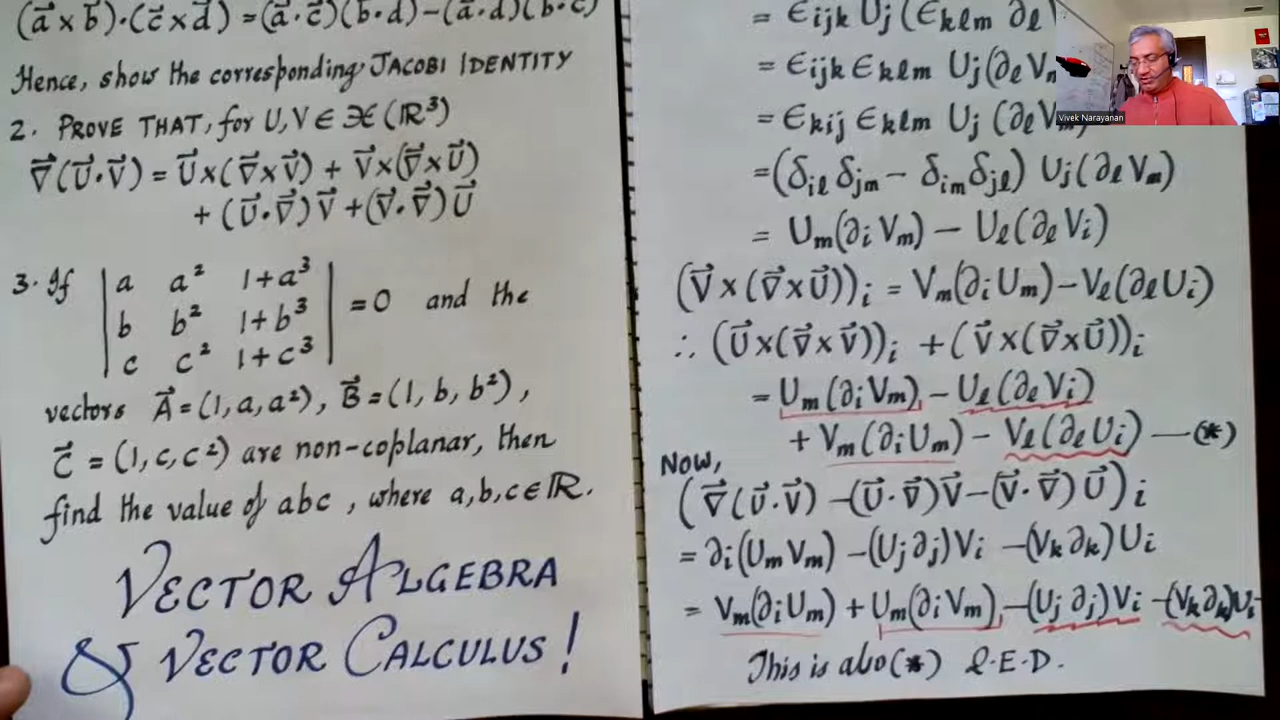 (a⃗ × b⃗)·(c⃗ × d⃗) = (a⃗·c⃗)(b⃗·d⃗) − (a⃗·d⃗)(b⃗·c⃗)
Hence, show the corresponding JACOBI IDENTITY
2. PROVE THAT, for U, V ∈ 𝔛(ℝ³)
∇⃗(U⃗·V⃗) = U⃗×(∇⃗×V⃗) + V⃗×(∇⃗×U⃗)
+ (U⃗·∇⃗)V⃗ + (V⃗·∇⃗)U⃗
3. If | a a² 1+a³ |
| b b² 1+b³ | = 0 and the
| c c² 1+c³ |
vectors A⃗ = (1, a, a²), B⃗ = (1, b, b²),
C⃗ = (1, c, c²) are non-coplanar, then
find the value of abc, where a, b, c ∈ ℝ.
VECTOR ALGEBRA
& VECTOR CALCULUS!
= ϵijk Uj (ϵklm ∂l
= ϵijk ϵklm Uj(∂l
= ϵkij ϵklm Uj (∂l
= (δil δjm − δim δjl) Uj(∂l Vm)
= Um(∂i Vm) − Ul(∂l Vi)
(V⃗×(∇⃗×U⃗))i = Vm(∂i Um) − Vl(∂l Ui)
∴ (U⃗×(∇⃗×V⃗))i + (V⃗×(∇⃗×U⃗))i
= Um(∂i Vm) − Ul(∂l Vi)
+ Vm(∂i Um) − Vl(∂l Ui) —(*)
Now,
(∇⃗(U⃗·V⃗) − (U⃗·∇⃗)V⃗ − (V⃗·∇⃗)U⃗)i
= ∂i(Um Vm) − (Uj ∂j)Vi − (Vk ∂k)Ui
= Vm(∂i Um) + Um(∂i Vm) − (Uj ∂j)Vi − (Vk ∂k)Ui
This is also (*) Q.E.D.
Vivek Narayanan